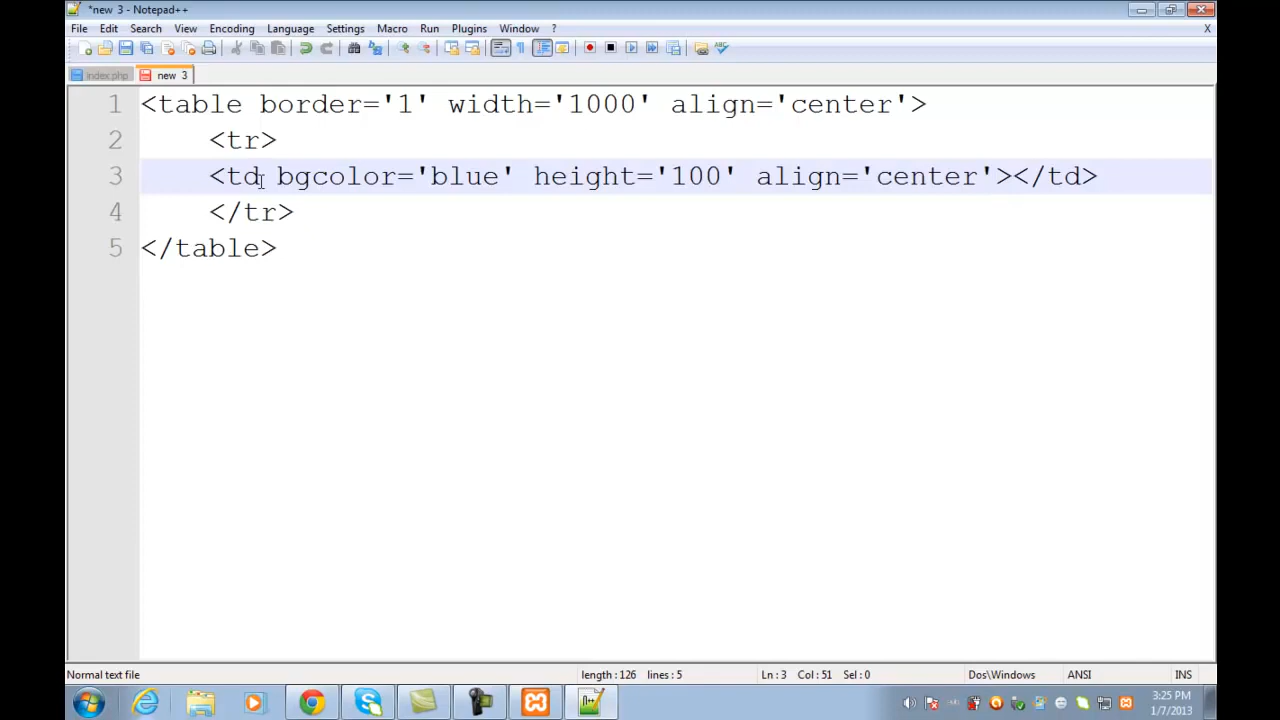 *new 3 - Notepad++
File Edit Search View Encoding Language Settings Macro Run Plugins Window ? X
index.php new 3
1 <table border='1' width='1000' align='center'>
2 <tr>
3 <td bgcolor='blue' height='100' align='center'></td>
4 </tr>
5 </table>
Normal text file length : 126 lines : 5 Ln : 3 Col : 51 Sel : 0 Dos\Windows ANSI INS
3:25 PM
1/7/2013